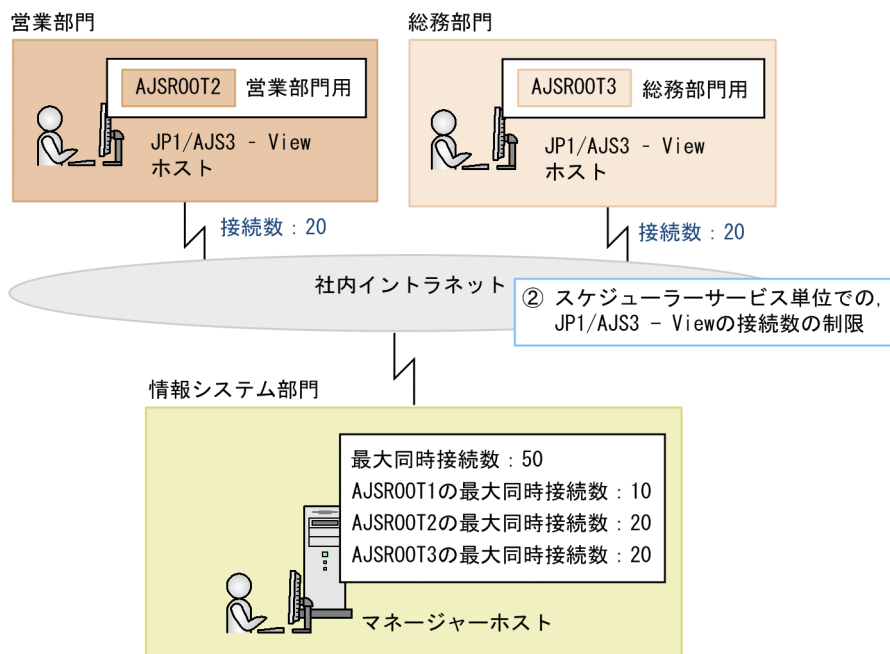 営業部門
総務部門
AJSROOT2 営業部門用
AJSROOT3 総務部門用
JP1/AJS3 - View
ホスト
JP1/AJS3 - View
ホスト
接続数：20
接続数：20
社内イントラネット
② スケジューラーサービス単位での，
JP1/AJS3 - Viewの接続数の制限
情報システム部門
最大同時接続数：50
AJSROOT1の最大同時接続数：10
AJSROOT2の最大同時接続数：20
AJSROOT3の最大同時接続数：20
マネージャーホスト